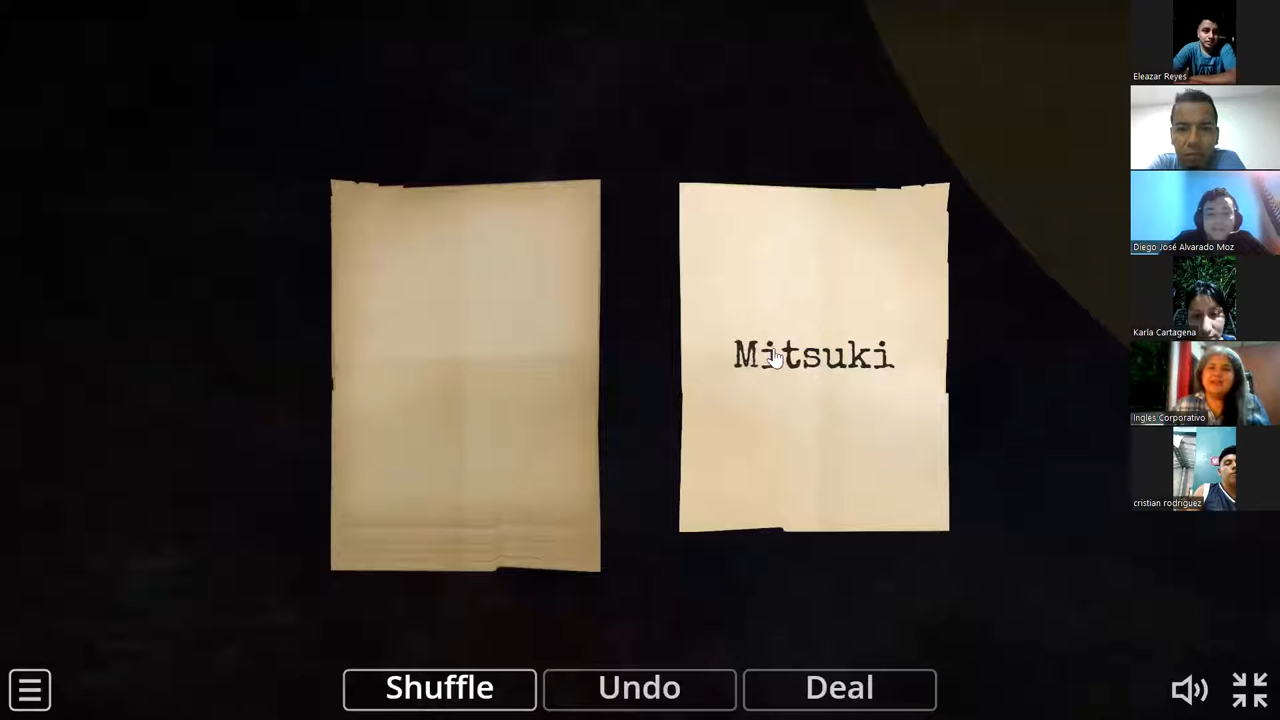 Eleazar Reyes
Diego José Alvarado Moz
Karla Cartagena
Ingles Corporativo
cristian rodriguez
Mitsuki
Shuffle
Undo
Deal